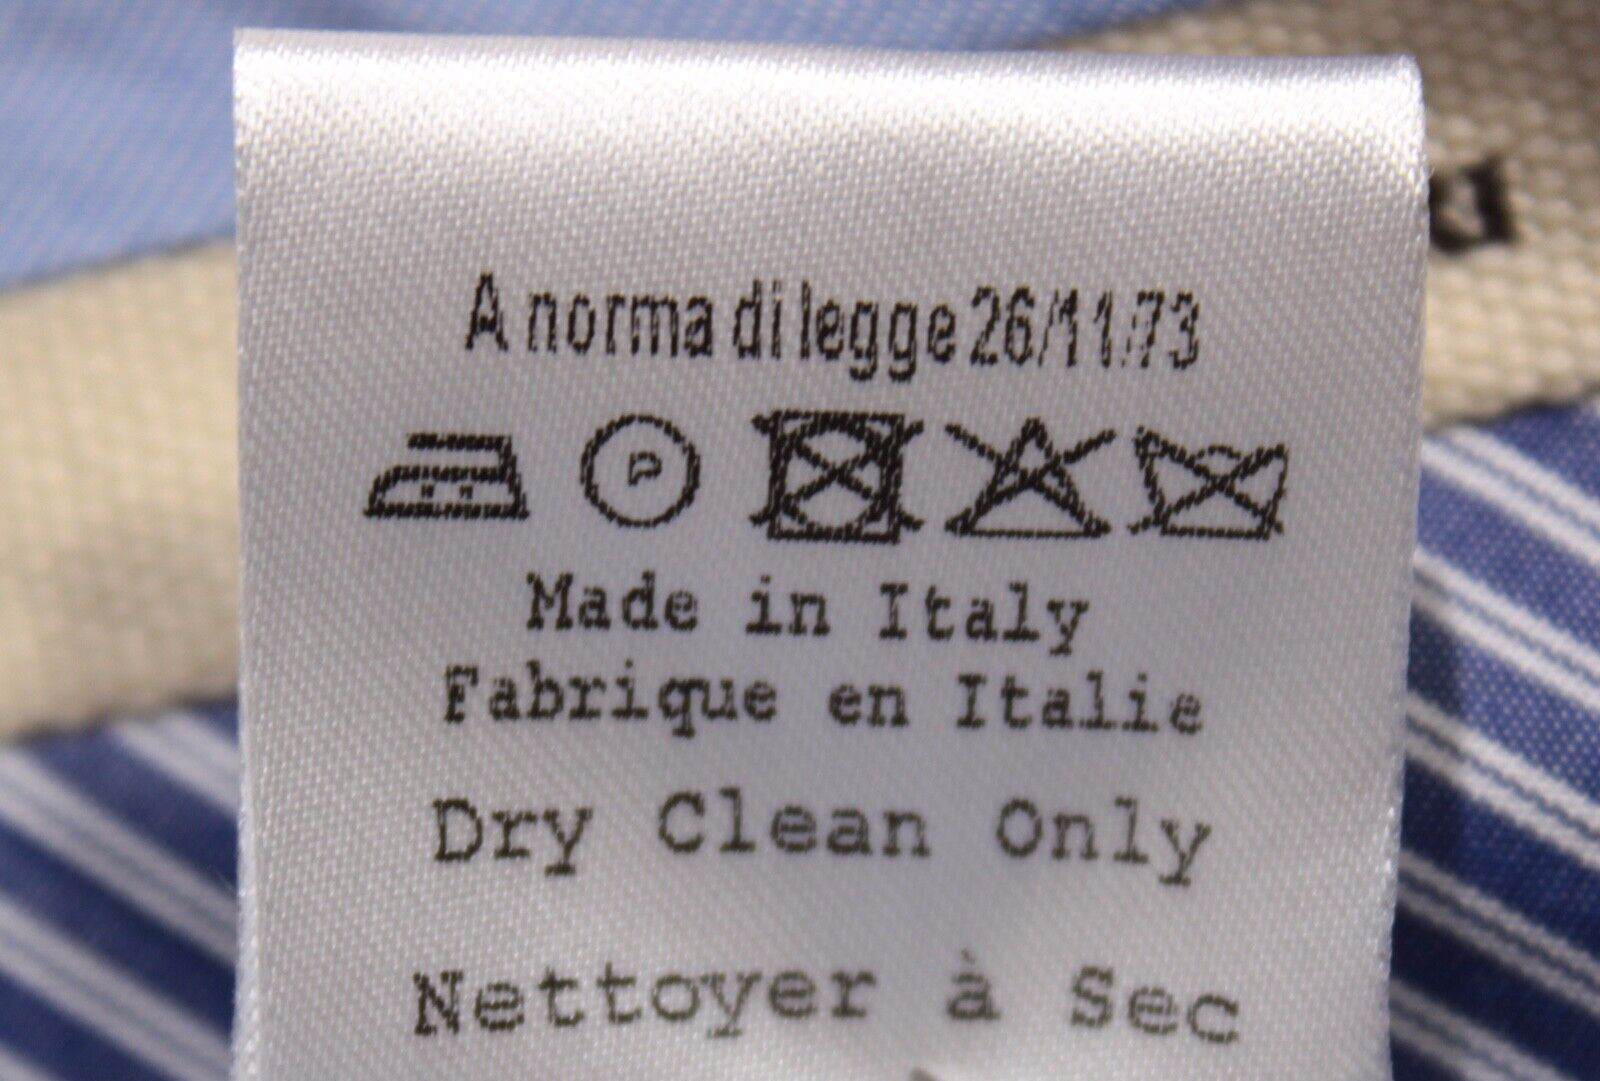 A norma di legge 26/11/73
P
Made in Italy
Fabrique en Italie
Dry Clean Only
Nettoyer à Sec